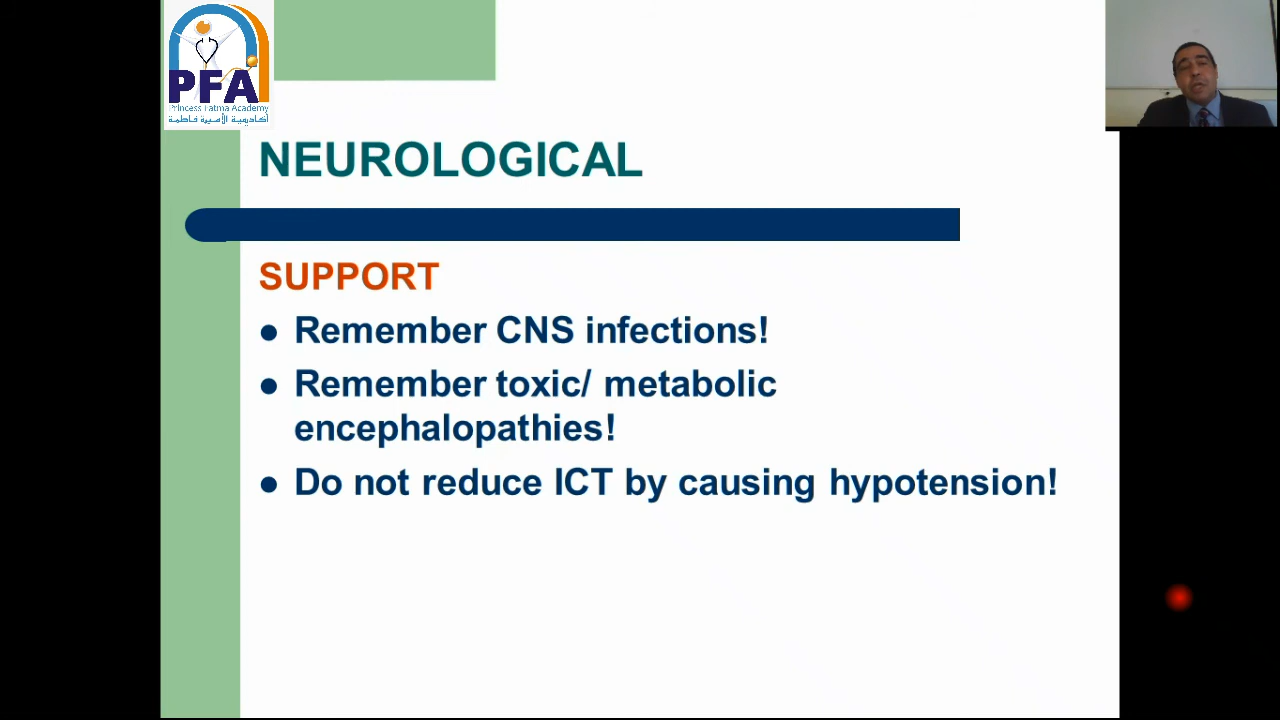 PFA
Princess Fatma Academy
أكاديمية الأميرة فاطمة
NEUROLOGICAL
SUPPORT
● Remember CNS infections!
● Remember toxic/ metabolic
encephalopathies!
● Do not reduce ICT by causing hypotension!